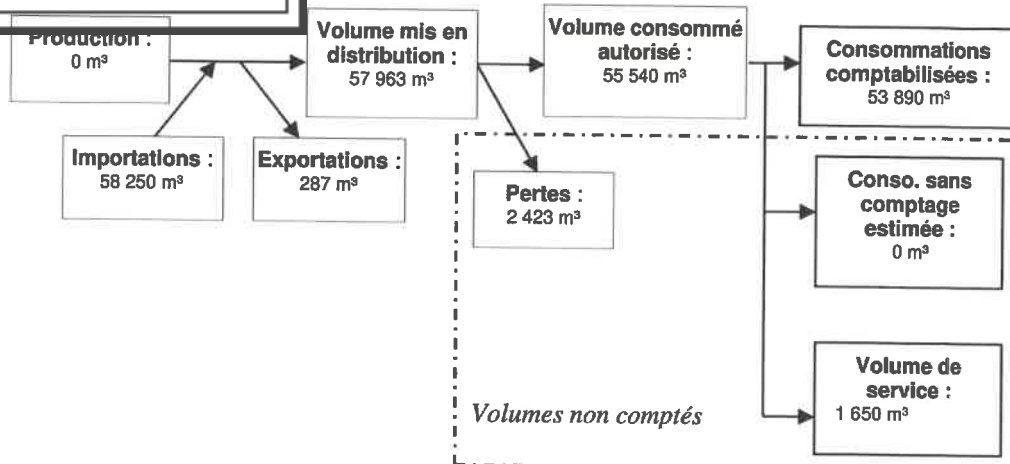 Production :
0 m³
Volume mis en
distribution :
57 963 m³
Volume consommé
autorisé :
55 540 m³
Consommations
comptabilisées :
53 890 m³
Importations :
58 250 m³
Exportations :
287 m³
Pertes :
2 423 m³
Conso. sans
comptage
estimée :
0 m³
Volume de
service :
1 650 m³
Volumes non comptés